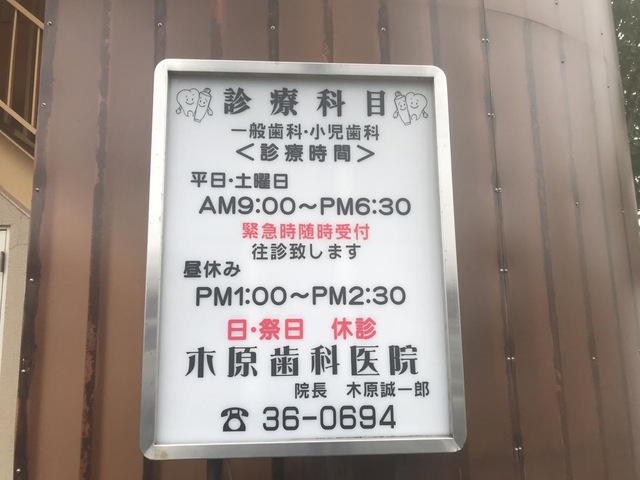 診療科目
一般歯科・小児歯科
＜診療時間＞
平日・土曜日
AM9:00〜PM6:30
緊急時随時受付
往診致します
昼休み
PM1:00〜PM2:30
日・祭日 休診
木原歯科医院
院長 木原誠一郎
☎ 36-0694